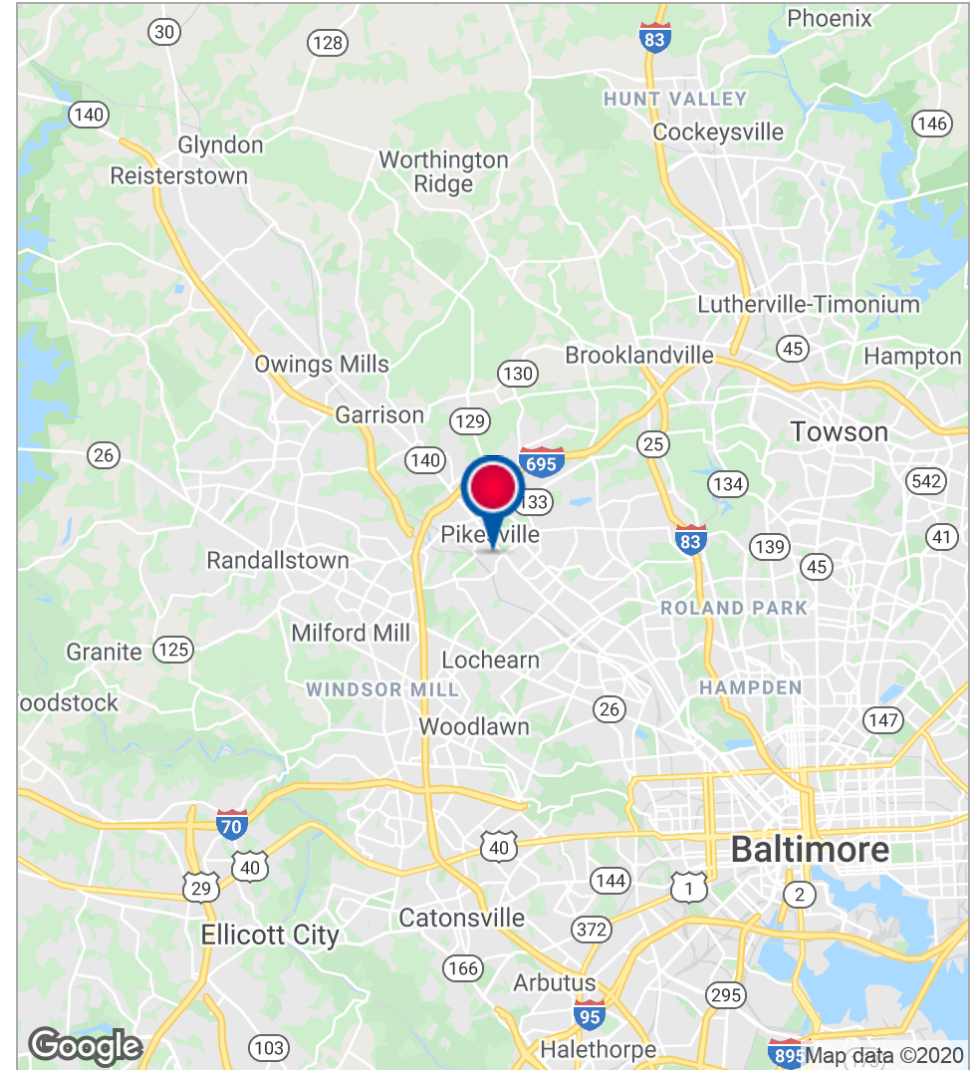 Phoenix
30
128
83
HUNT VALLEY
140
Cockeysville
146
Glyndon
Worthington
Ridge
Reisterstown
Lutherville-Timonium
45
Brooklandville
Hampton
Owings Mills
130
Garrison
129
Towson
25
26
140
695
134
542
133
41
83
139
45
Randallstown
ROLAND PARK
Milford Mill
Granite
125
Lochearn
WINDSOR MILL
HAMPDEN
oodstock
26
147
Woodlawn
70
40
40
Baltimore
29
144
1
2
Catonsville
372
Ellicott City
166
Arbutus
295
95
103
Halethorpe
Google
895
Map data ©2020